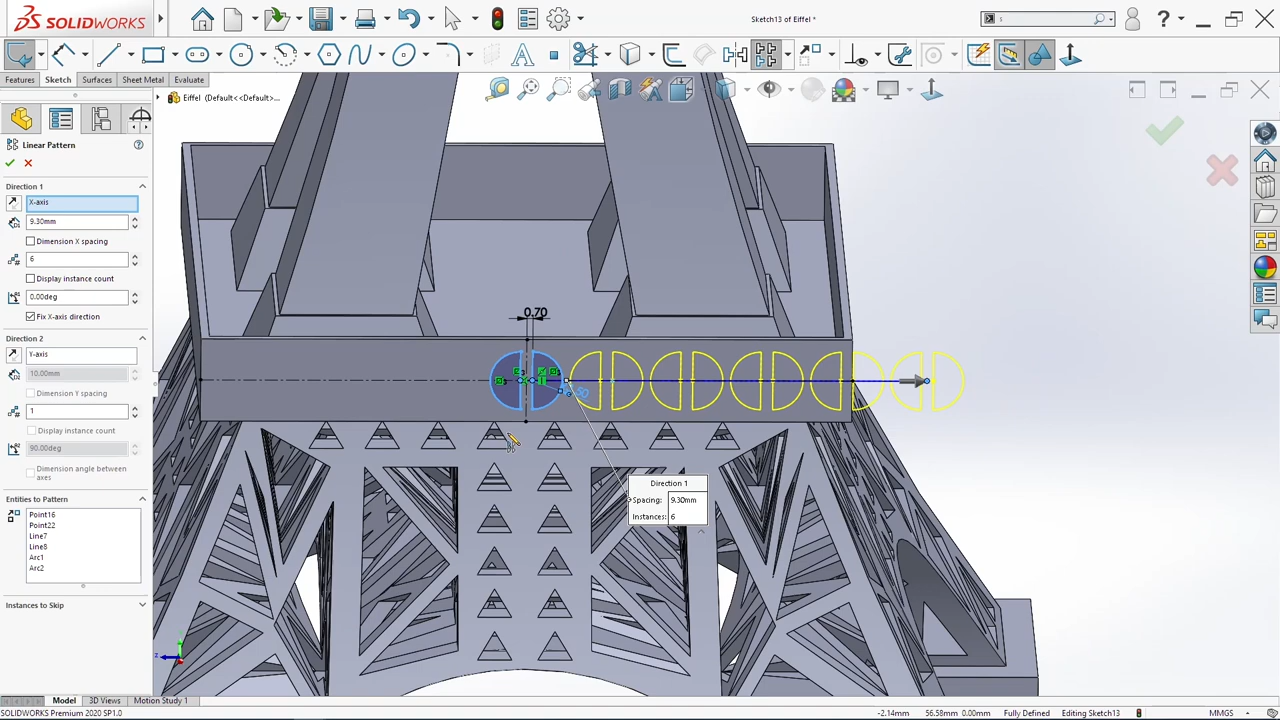 SOLIDWORKS
Sketch13 of Eiffel *
s
Features
Sketch
Surfaces
Sheet Metal
Evaluate
Eiffel (Default<<Default>...
Linear Pattern
Direction 1
X-axis
9.30mm
Dimension X spacing
6
Display instance count
0.00deg
Fix X-axis direction
Direction 2
Y-axis
10.00mm
Dimension Y spacing
1
Display instance count
90.00deg
Dimension angle between
axes
Entities to Pattern
Point16
Point22
Line7
Line8
Arc1
Arc2
Instances to Skip
0.70
Direction 1
Spacing: 9.30mm
Instances: 6
z
Model
3D Views
Motion Study 1
SOLIDWORKS Premium 2020 SP1.0
-2.14mm
56.58mm 0.00mm
Fully Defined
Editing Sketch13
MMGS